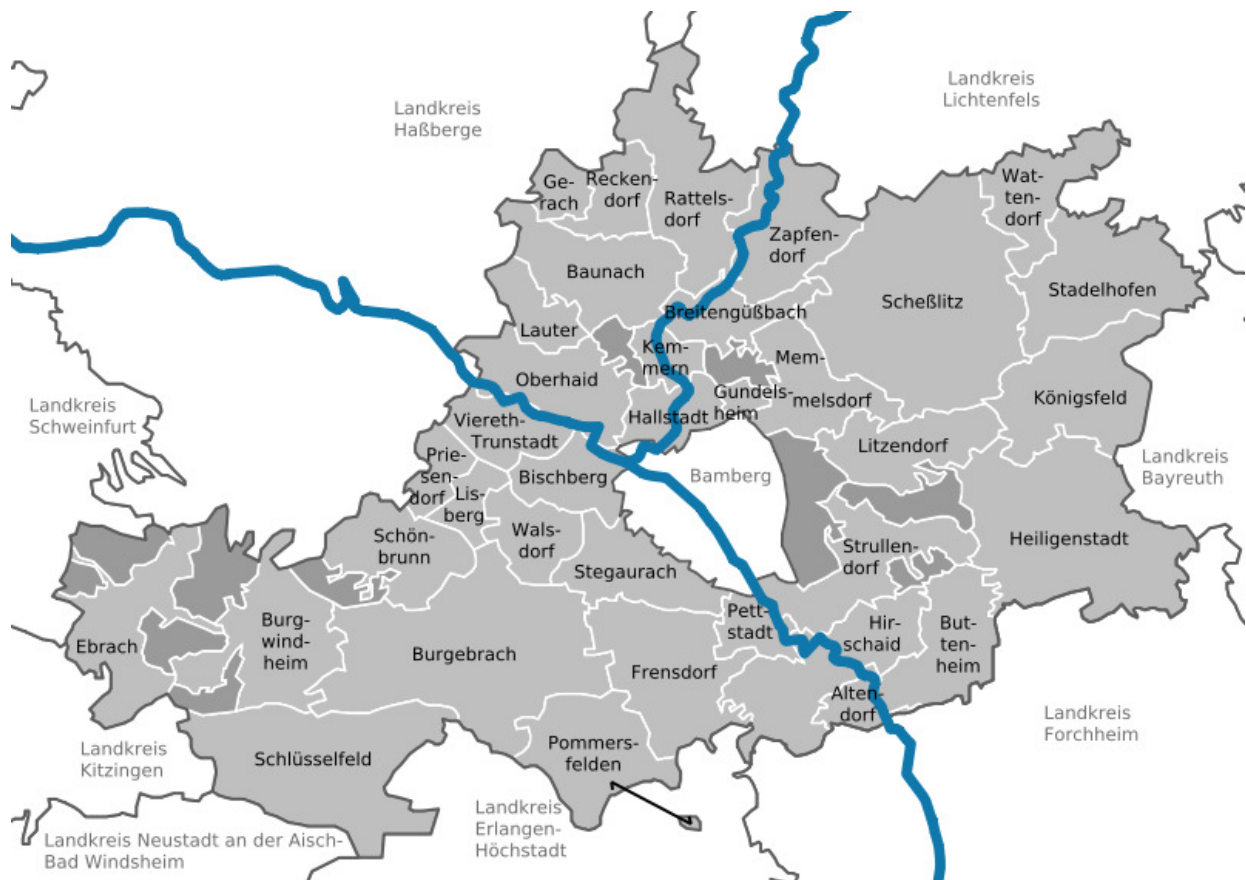 Landkreis
Lichtenfels
Landkreis
Haßberge
Ge-
rach
Recken-
dorf
Rattels-
dorf
Wat-
ten-
dorf
Zapfen-
dorf
Baunach
Scheßlitz
Stadelhofen
Breitengüßbach
Lauter
Kem-
mern
Mem-
melsdorf
Oberhaid
Gundels-
heim
Königsfeld
Landkreis
Schweinfurt
Hallstadt
Viereth-
Trunstadt
Litzendorf
Prie-
sen-
dorf
Lis-
berg
Bischberg
Bamberg
Landkreis
Bayreuth
Schön-
brunn
Wals-
dorf
Stegaurach
Strullen-
dorf
Heiligenstadt
Ebrach
Burg-
wind-
heim
Burgebrach
Pett-
stadt
Hir-
schaid
But-
ten-
heim
Frensdorf
Alten-
dorf
Landkreis
Forchheim
Landkreis
Kitzingen
Schlüsselfeld
Pommers-
felden
Landkreis
Erlangen-
Höchstadt
Landkreis Neustadt an der Aisch-
Bad Windsheim